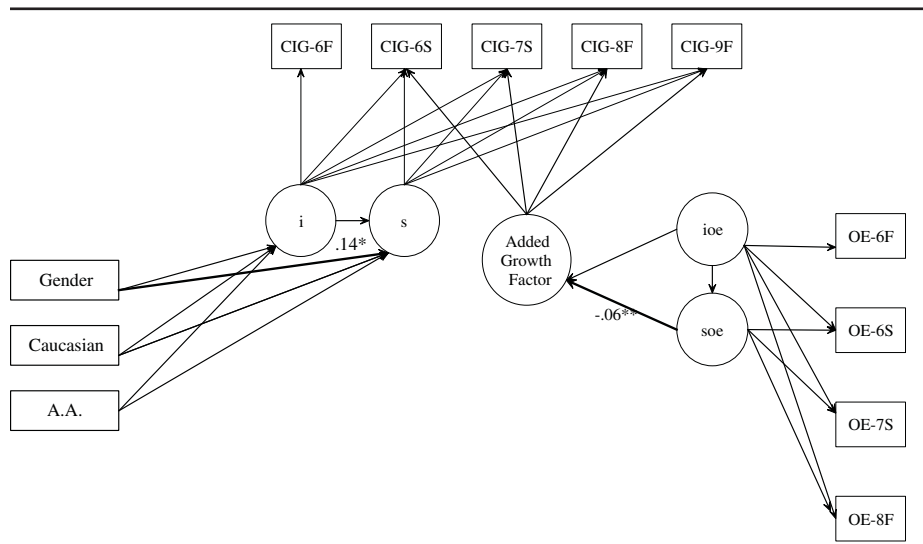 CIG-6F CIG-6S CIG-7S CIG-8F CIG-9F
i s
.14*
Added
Growth
Factor
ioe
soe
-.06**
Gender
Caucasian
A.A.
OE-6F
OE-6S
OE-7S
OE-8F